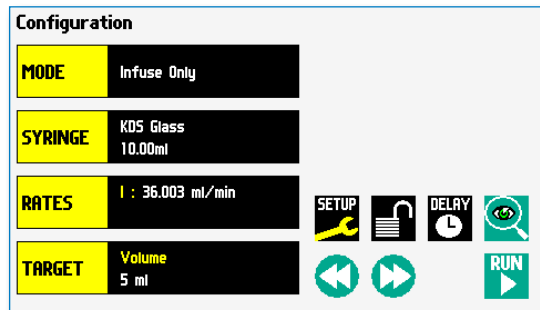 Configuration
MODE
Infuse Only
SYRINGE
KDS Glass
10.00ml
RATES
I : 36.003 ml/min
TARGET
Volume
5 ml
SETUP
DELAY
RUN